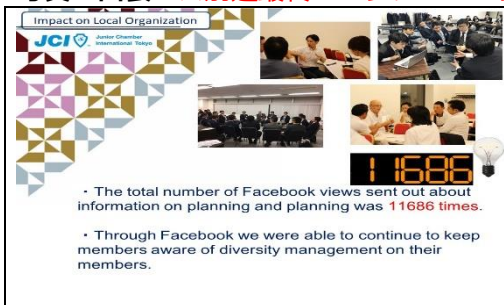 Impact on Local Organization
JCI Junior Chamber
International Tokyo
11686
・The total number of Facebook views sent out about
information on planning and planning was 11686 times.
・Through Facebook we were able to continue to keep
members aware of diversity management on their
members.